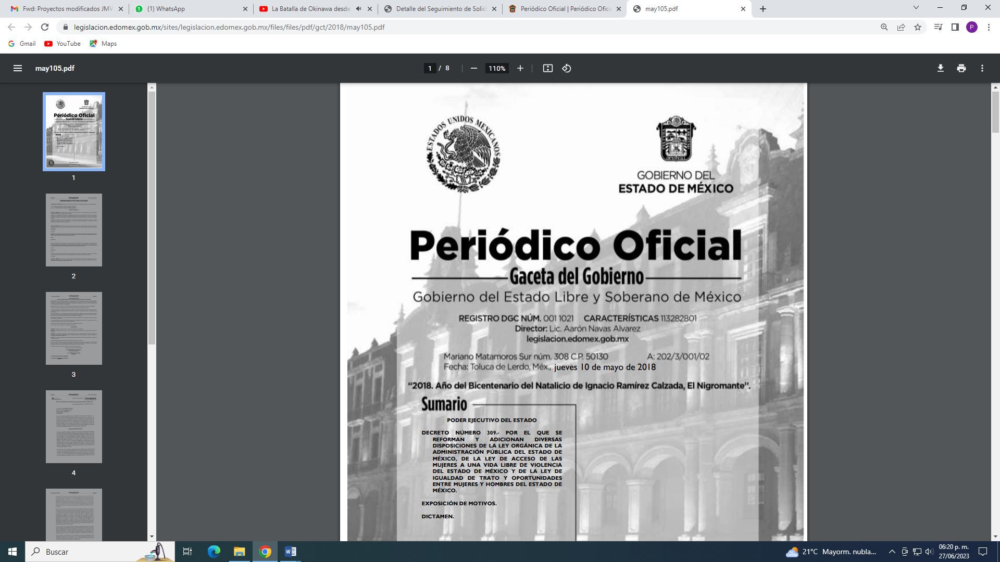 Fwd: Proyectos modificados JMV
(1) WhatsApp
La Batalla de Okinawa desde
Detalle del Seguimiento de Solici
Periódico Oficial | Periódico Ofici
may105.pdf
legislacion.edomex.gob.mx/sites/legislacion.edomex.gob.mx/files/files/pdf/gct/2018/may105.pdf
P
Gmail
YouTube
Maps
may105.pdf
1 / 8
110%
Periódico Oficial
1
2
3
4
ESTADOS UNIDOS MEXICANOS
GOBIERNO DEL
ESTADO DE MÉXICO
Periódico Oficial
Gaceta del Gobierno
Gobierno del Estado Libre y Soberano de México
REGISTRO DGC NÚM. 001 1021 CARACTERÍSTICAS 113282801
Director: Lic. Aarón Navas Alvarez
legislacion.edomex.gob.mx
Mariano Matamoros Sur núm. 308 C.P. 50130 A: 202/3/001/02
Fecha: Toluca de Lerdo, Méx., jueves 10 de mayo de 2018
“2018. Año del Bicentenario del Natalicio de Ignacio Ramírez Calzada, El Nigromante”.
Sumario
PODER EJECUTIVO DEL ESTADO
DECRETO NÚMERO 309.- POR EL QUE SE
REFORMAN Y ADICIONAN DIVERSAS
DISPOSICIONES DE LA LEY ORGÁNICA DE LA
ADMINISTRACIÓN PÚBLICA DEL ESTADO DE
MÉXICO, DE LA LEY DE ACCESO DE LAS
MUJERES A UNA VIDA LIBRE DE VIOLENCIA
DEL ESTADO DE MÉXICO Y DE LA LEY DE
IGUALDAD DE TRATO Y OPORTUNIDADES
ENTRE MUJERES Y HOMBRES DEL ESTADO DE
MÉXICO.
EXPOSICIÓN DE MOTIVOS.
DICTAMEN.
Buscar
21°C Mayorm. nubla...
06:20 p. m.
27/06/2023